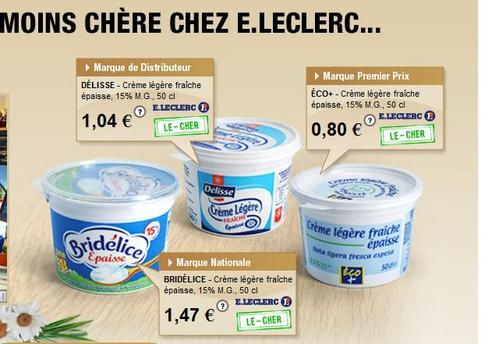 MOINS CHÈRE CHEZ E.LECLERC...
Marque de Distributeur
DÉLISSE - Crème légère fraîche
épaisse, 15% M.G., 50 cl
1,04 € ? E.LECLERC L
LE-CHER
Marque Premier Prix
ÉCO+ - Crème légère fraîche
épaisse, 15% M.G., 50 cl
0,80 € ? E.LECLERC L
LE-CHER
Délisse
Crème Légère
FRAÎCHE
Epaisse
Bridélice
Epaisse
15%
Crème légère fraîche
épaisse
Nata ligera fresca espesa
50cl
éco+
Marque Nationale
BRIDÉLICE - Crème légère fraîche
épaisse, 15% M.G., 50 cl
1,47 € ? E.LECLERC L
LE-CHER